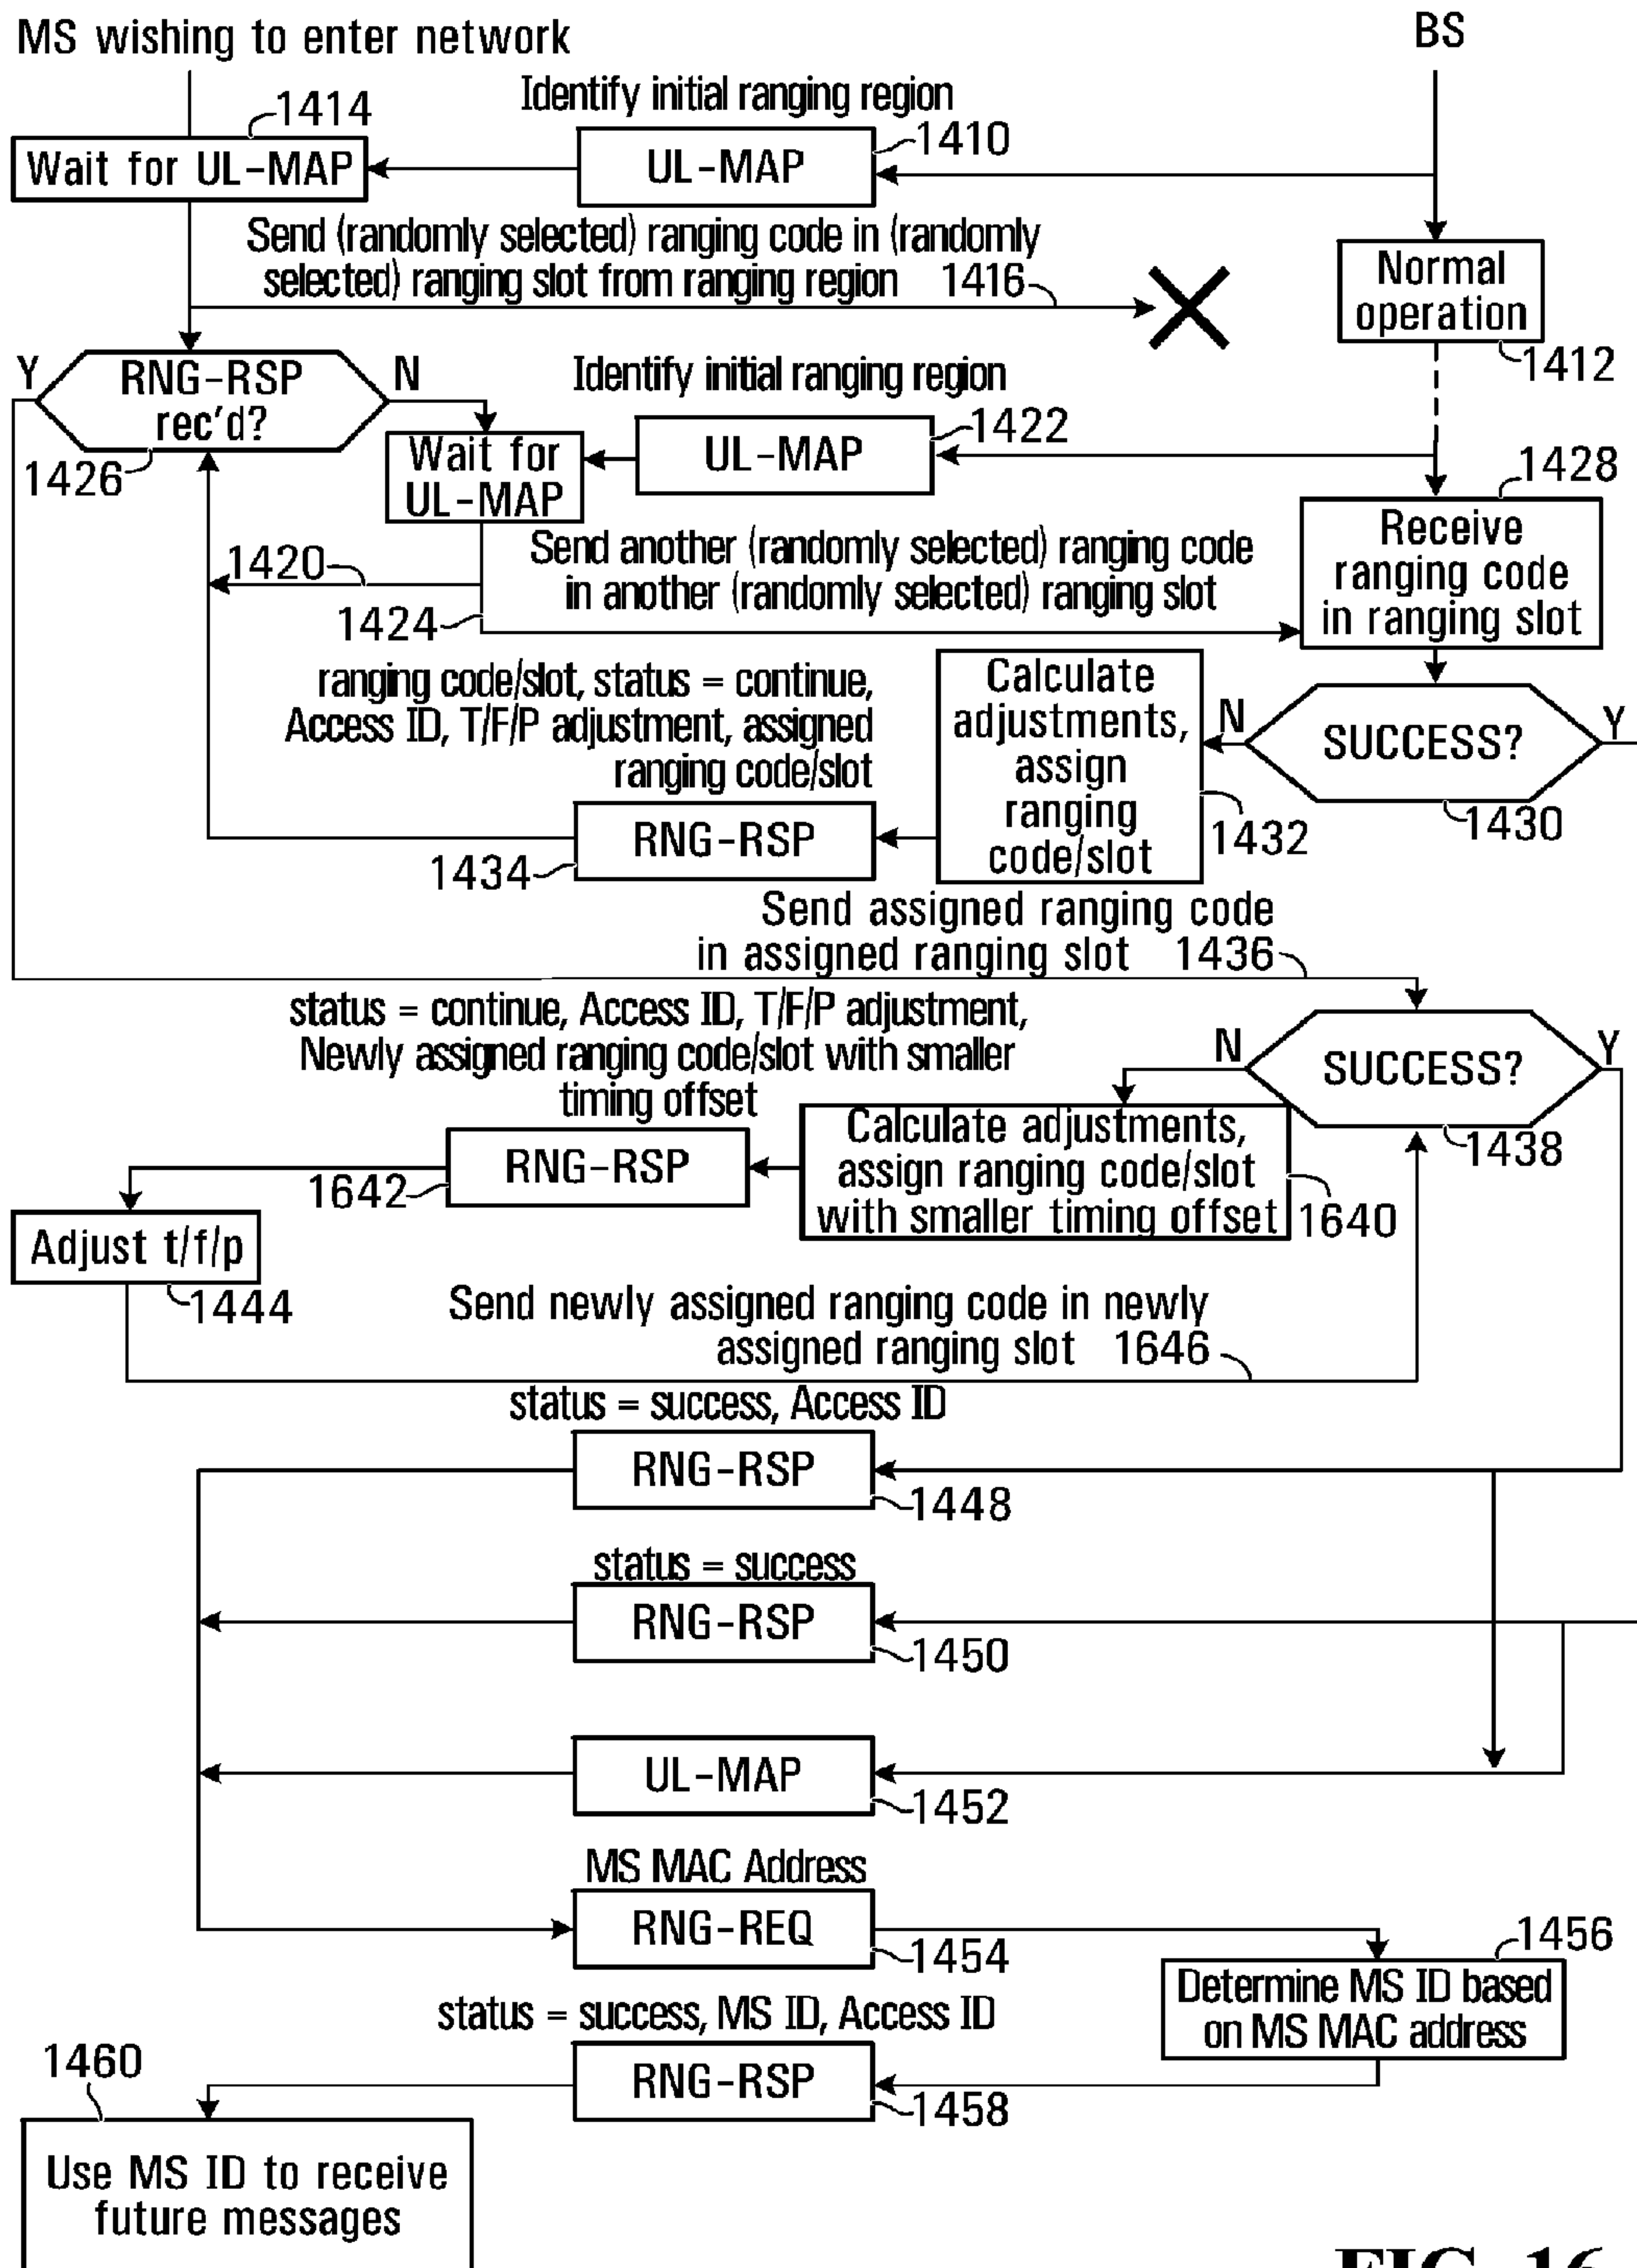 MS wishing to enter network
BS
Identify initial ranging region
1414
1410
Wait for UL-MAP
UL-MAP
Send (randomly selected) ranging code in (randomly
selected) ranging slot from ranging region 1416
Normal
operation
1412
Y
RNG-RSP
rec'd?
N
1426
Identify initial ranging region
1422
Wait for
UL-MAP
UL-MAP
1428
Receive
ranging code
in ranging slot
1420
Send another (randomly selected) ranging code
in another (randomly selected) ranging slot
1424
ranging code/slot, status = continue,
Access ID, T/F/P adjustment, assigned
ranging code/slot
Calculate
adjustments,
assign
ranging
code/slot
1432
N
SUCCESS?
Y
1430
RNG-RSP
1434
Send assigned ranging code
in assigned ranging slot 1436
status = continue, Access ID, T/F/P adjustment,
Newly assigned ranging code/slot with smaller
timing offset
N
SUCCESS?
Y
1438
RNG-RSP
1642
Calculate adjustments,
assign ranging code/slot
with smaller timing offset
1640
Adjust t/f/p
1444
Send newly assigned ranging code in newly
assigned ranging slot 1646
status = success, Access ID
RNG-RSP
1448
status = success
RNG-RSP
1450
UL-MAP
1452
MS MAC Address
RNG-REQ
1454
1456
Determine MS ID based
on MS MAC address
status = success, MS ID, Access ID
RNG-RSP
1458
1460
Use MS ID to receive
future messages
FIG. 16